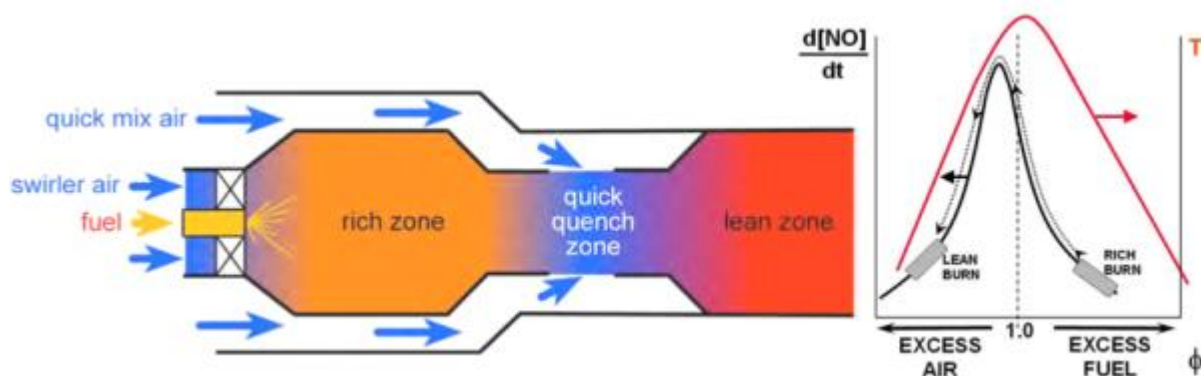 quick mix air
swirler air
fuel
rich zone
quick
quench
zone
lean zone
d[NO]
dt
T
LEAN
BURN
RICH
BURN
1.0
EXCESS
AIR
EXCESS
FUEL
ϕ